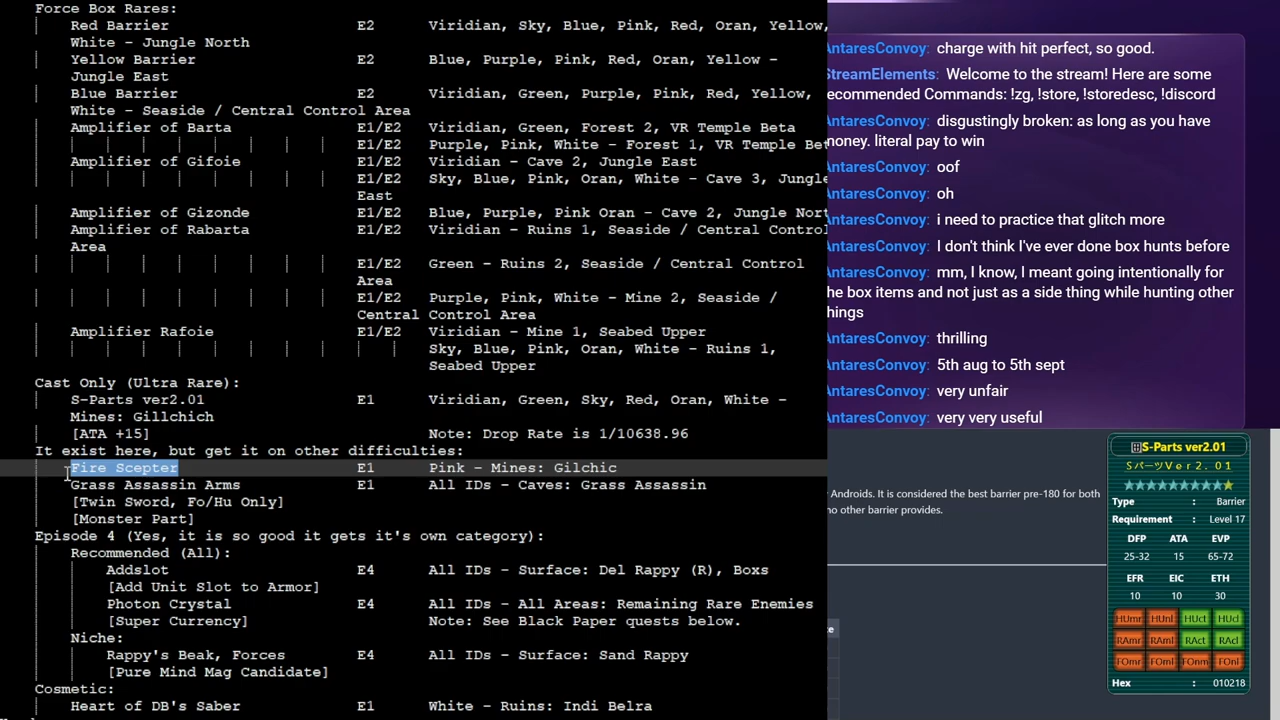 Force Box Rares:
Red Barrier E2 Viridian, Sky, Blue, Pink, Red, Oran, Yellow,
White - Jungle North
Yellow Barrier E2 Blue, Purple, Pink, Red, Oran, Yellow -
Jungle East
Blue Barrier E2 Viridian, Green, Purple, Pink, Red, Yellow,
White - Seaside / Central Control Area
Amplifier of Barta E1/E2 Viridian, Green, Forest 2, VR Temple Beta
E1/E2 Purple, Pink, White - Forest 1, VR Temple Bet
Amplifier of Gifoie E1/E2 Viridian - Cave 2, Jungle East
E1/E2 Sky, Blue, Pink, Oran, White - Cave 3, Jungle
East
Amplifier of Gizonde E1/E2 Blue, Purple, Pink Oran - Cave 2, Jungle Nort
Amplifier of Rabarta E1/E2 Viridian - Ruins 1, Seaside / Central Control
Area
E1/E2 Green - Ruins 2, Seaside / Central Control
Area
E1/E2 Purple, Pink, White - Mine 2, Seaside /
Central Control Area
Amplifier Rafoie E1/E2 Viridian - Mine 1, Seabed Upper
Sky, Blue, Pink, Oran, White - Ruins 1,
Seabed Upper
Cast Only (Ultra Rare):
S-Parts ver2.01 E1 Viridian, Green, Sky, Red, Oran, White -
Mines: Gillchich
[ATA +15] Note: Drop Rate is 1/10638.96
It exist here, but get it on other difficulties:
Fire Scepter E1 Pink - Mines: Gilchic
Grass Assassin Arms E1 All IDs - Caves: Grass Assassin
[Twin Sword, Fo/Hu Only]
[Monster Part]
Episode 4 (Yes, it is so good it gets it's own category):
Recommended (All):
Addslot E4 All IDs - Surface: Del Rappy (R), Boxs
[Add Unit Slot to Armor]
Photon Crystal E4 All IDs - All Areas: Remaining Rare Enemies
[Super Currency] Note: See Black Paper quests below.
Niche:
Rappy's Beak, Forces E4 All IDs - Surface: Sand Rappy
[Pure Mind Mag Candidate]
Cosmetic:
Heart of DB's Saber E1 White - Ruins: Indi Belra
AntaresConvoy: charge with hit perfect, so good.
StreamElements: Welcome to the stream! Here are some
ecommended Commands: !zg, !store, !storedesc, !discord
AntaresConvoy: disgustingly broken: as long as you have
money. literal pay to win
AntaresConvoy: oof
AntaresConvoy: oh
AntaresConvoy: i need to practice that glitch more
AntaresConvoy: I don't think I've ever done box hunts before
AntaresConvoy: mm, I know, I meant going intentionally for
he box items and not just as a side thing while hunting other
hings
AntaresConvoy: thrilling
AntaresConvoy: 5th aug to 5th sept
AntaresConvoy: very unfair
AntaresConvoy: very very useful
Androids. It is considered the best barrier pre-180 for both
no other barrier provides.
S-Parts ver2.01
SパーツVer2.01
★★★★★★★★★★
Type : Barrier
Requirement : Level 17
DFP ATA EVP
25-32 15 65-72
EFR EIC ETH
10 10 30
HUmr HUnl HUct HUcl
RAmr RAml RAct RAcl
FOmr FOml FOnm FOnl
Hex : 010218